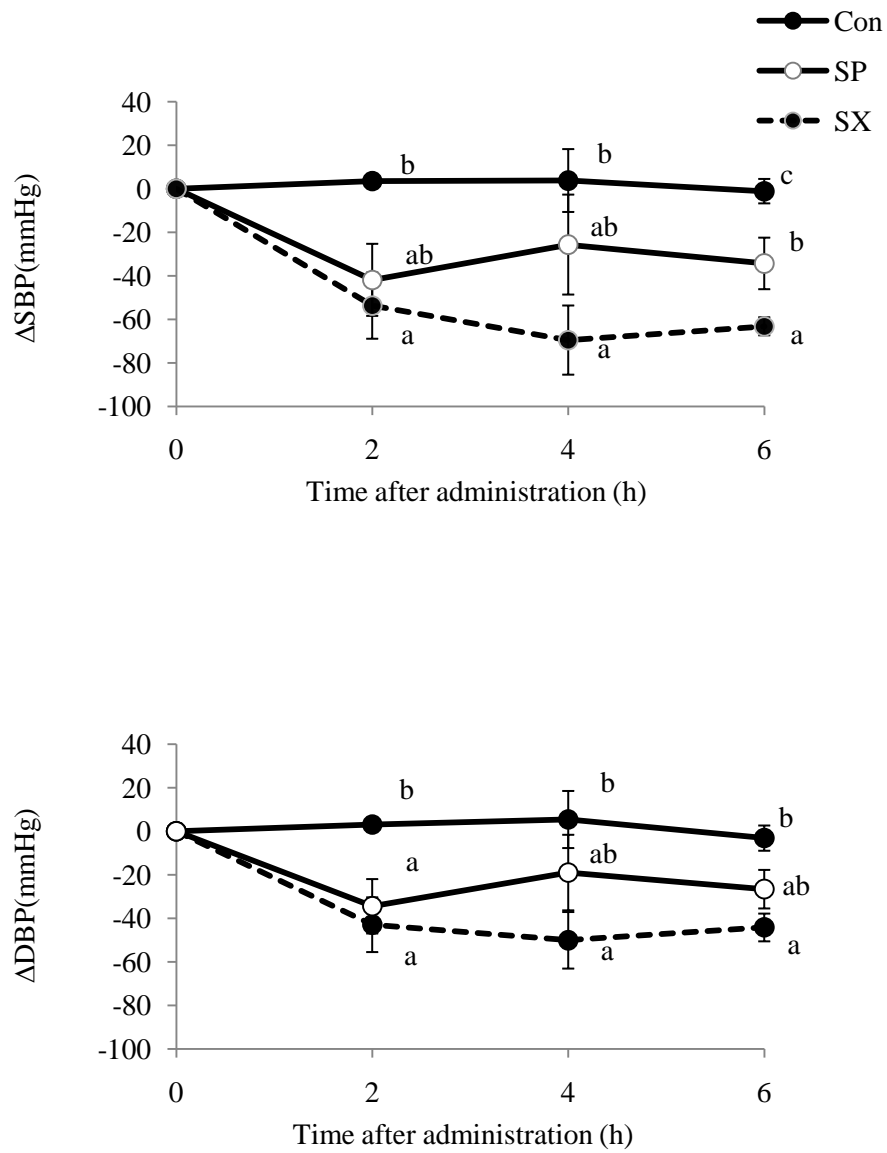 Con
SP
SX
40
20
0
-20
-40
-60
-80
-100
ΔSBP(mmHg)
b
b
c
ab
ab
b
a
a
a
0
2
4
6
Time after administration (h)
40
20
0
-20
-40
-60
-80
-100
ΔDBP(mmHg)
b
b
b
a
ab
ab
a
a
a
0
2
4
6
Time after administration (h)